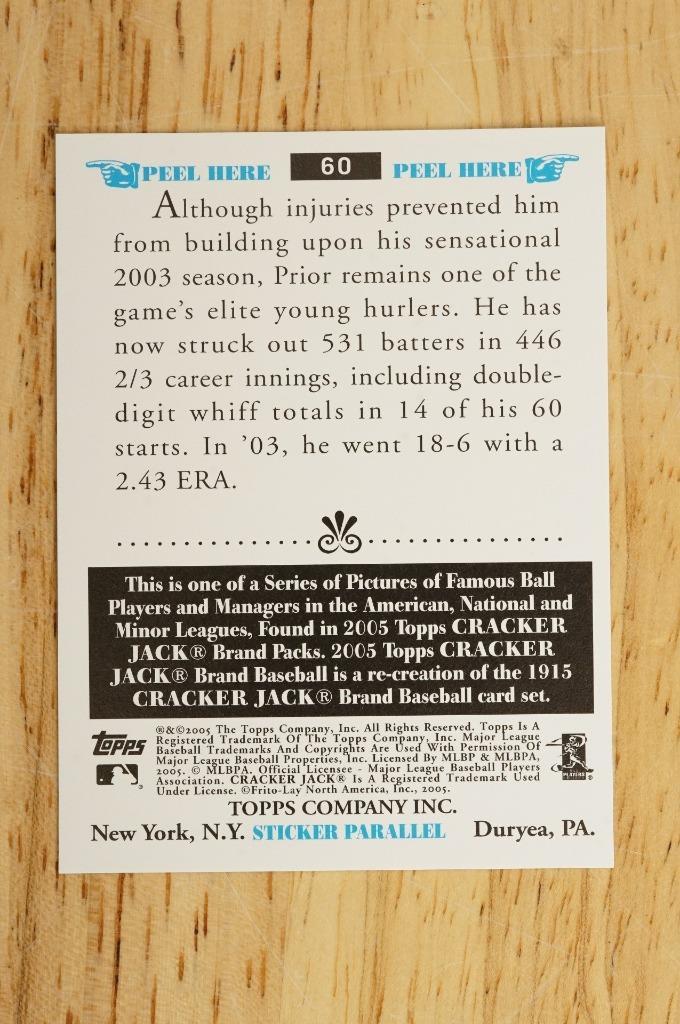 PEEL HERE 60 PEEL HERE
Although injuries prevented him
from building upon his sensational
2003 season, Prior remains one of the
game's elite young hurlers. He has
now struck out 531 batters in 446
2/3 career innings, including double-
digit whiff totals in 14 of his 60
starts. In '03, he went 18-6 with a
2.43 ERA.
This is one of a Series of Pictures of Famous Ball
Players and Managers in the American, National and
Minor Leagues, Found in 2005 Topps CRACKER
JACK® Brand Packs. 2005 Topps CRACKER
JACK® Brand Baseball is a re-creation of the 1915
CRACKER JACK® Brand Baseball card set.
Topps
®&©2005 The Topps Company, Inc. All Rights Reserved. Topps Is A
Registered Trademark Of The Topps Company, Inc. Major League
Baseball Trademarks And Copyrights Are Used With Permission Of
Major League Baseball Properties, Inc. Licensed By MLBP & MLBPA,
2005. © MLBPA. Official Licensee - Major League Baseball Players
Association. CRACKER JACK® Is A Registered Trademark Used
Under License. ©Frito-Lay North America, Inc., 2005.
PLAYERS
TOPPS COMPANY INC.
New York, N.Y. STICKER PARALLEL Duryea, PA.